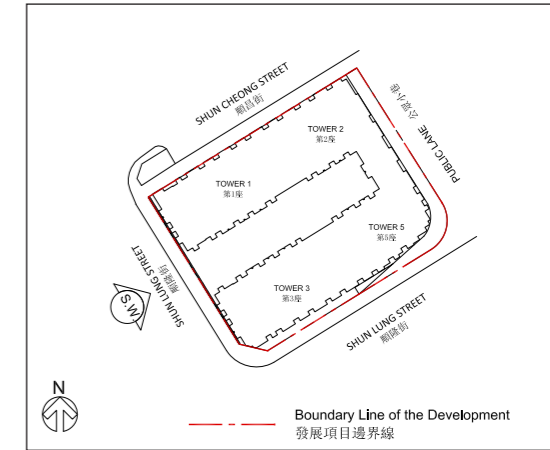 SHUN CHEONG STREET
順昌街
PUBLIC LANE
公眾小巷
TOWER 2
第2座
TOWER 1
第1座
TOWER 5
第5座
TOWER 3
第3座
SHUN LUNG STREET
順隆街
S.W.
SHUN LUNG STREET
順隆街
N
Boundary Line of the Development
發展項目邊界線